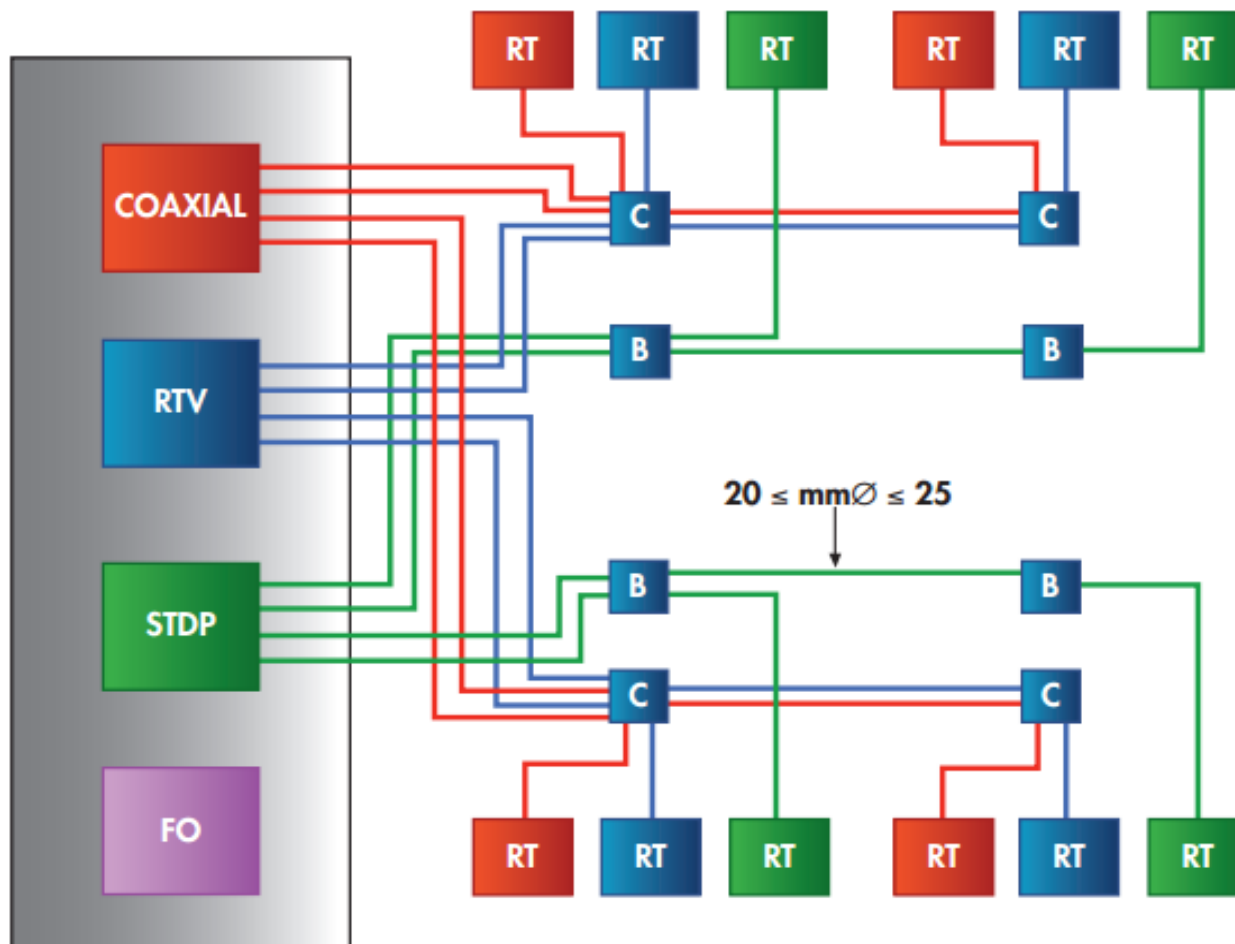 RT RT RT RT RT RT
COAXIAL
C C
RTV
B B
20 ≤ mm∅ ≤ 25
STDP
B B
C C
FO
RT RT RT RT RT RT